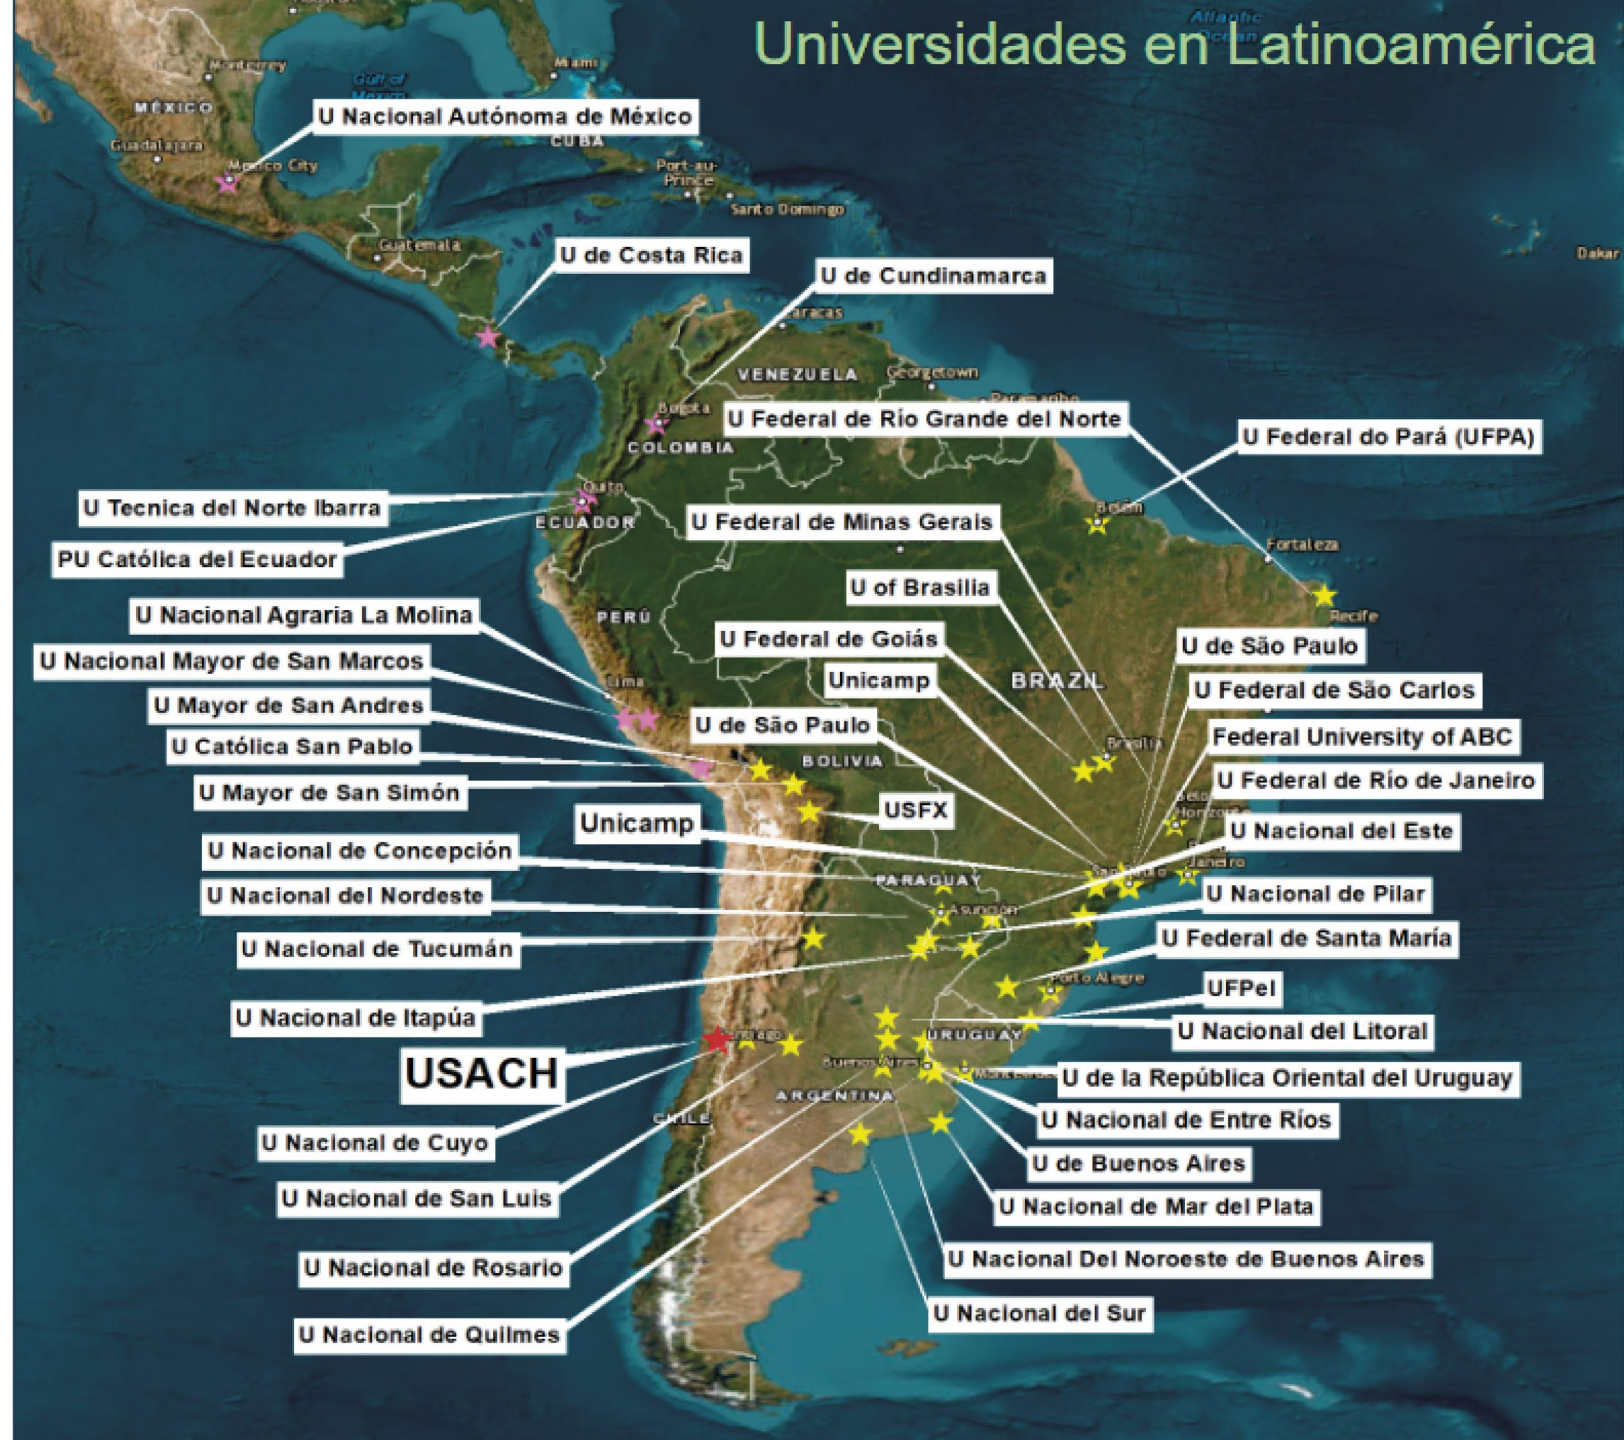 Atlantic
Ocean
Universidades en Latinoamérica
Monterrey
Miami
Gulf of
Mexico
MÉXICO
U Nacional Autónoma de México
CUBA
Guadalajara
Mexico City
Port-au-
Prince
Santo Domingo
Guatemala
U de Costa Rica
Dakar
U de Cundinamarca
Caracas
VENEZUELA
Georgetown
Paramaribo
Bogota
U Federal de Río Grande del Norte
COLOMBIA
U Federal do Pará (UFPA)
Quito
U Tecnica del Norte Ibarra
Belém
ECUADOR
U Federal de Minas Gerais
Fortaleza
PU Católica del Ecuador
U of Brasilia
U Nacional Agraria La Molina
PERÚ
Recife
U Federal de Goiás
U de São Paulo
U Nacional Mayor de San Marcos
Lima
Unicamp
BRAZIL
U Federal de São Carlos
U Mayor de San Andres
U de São Paulo
Federal University of ABC
U Católica San Pablo
Brasilia
BOLIVIA
U Federal de Río de Janeiro
U Mayor de San Simón
USFX
Belo
Horizonte
Unicamp
U Nacional del Este
U Nacional de Concepción
Janeiro
PARAGUAY
U Nacional del Nordeste
U Nacional de Pilar
Asunción
U Nacional de Tucumán
U Federal de Santa María
Porto Alegre
UFPel
U Nacional de Itapúa
U Nacional del Litoral
URUGUAY
USACH
Buenos Aires
U de la República Oriental del Uruguay
ARGENTINA
CHILE
U Nacional de Entre Ríos
U Nacional de Cuyo
U de Buenos Aires
U Nacional de San Luis
U Nacional de Mar del Plata
U Nacional Del Noroeste de Buenos Aires
U Nacional de Rosario
U Nacional del Sur
U Nacional de Quilmes